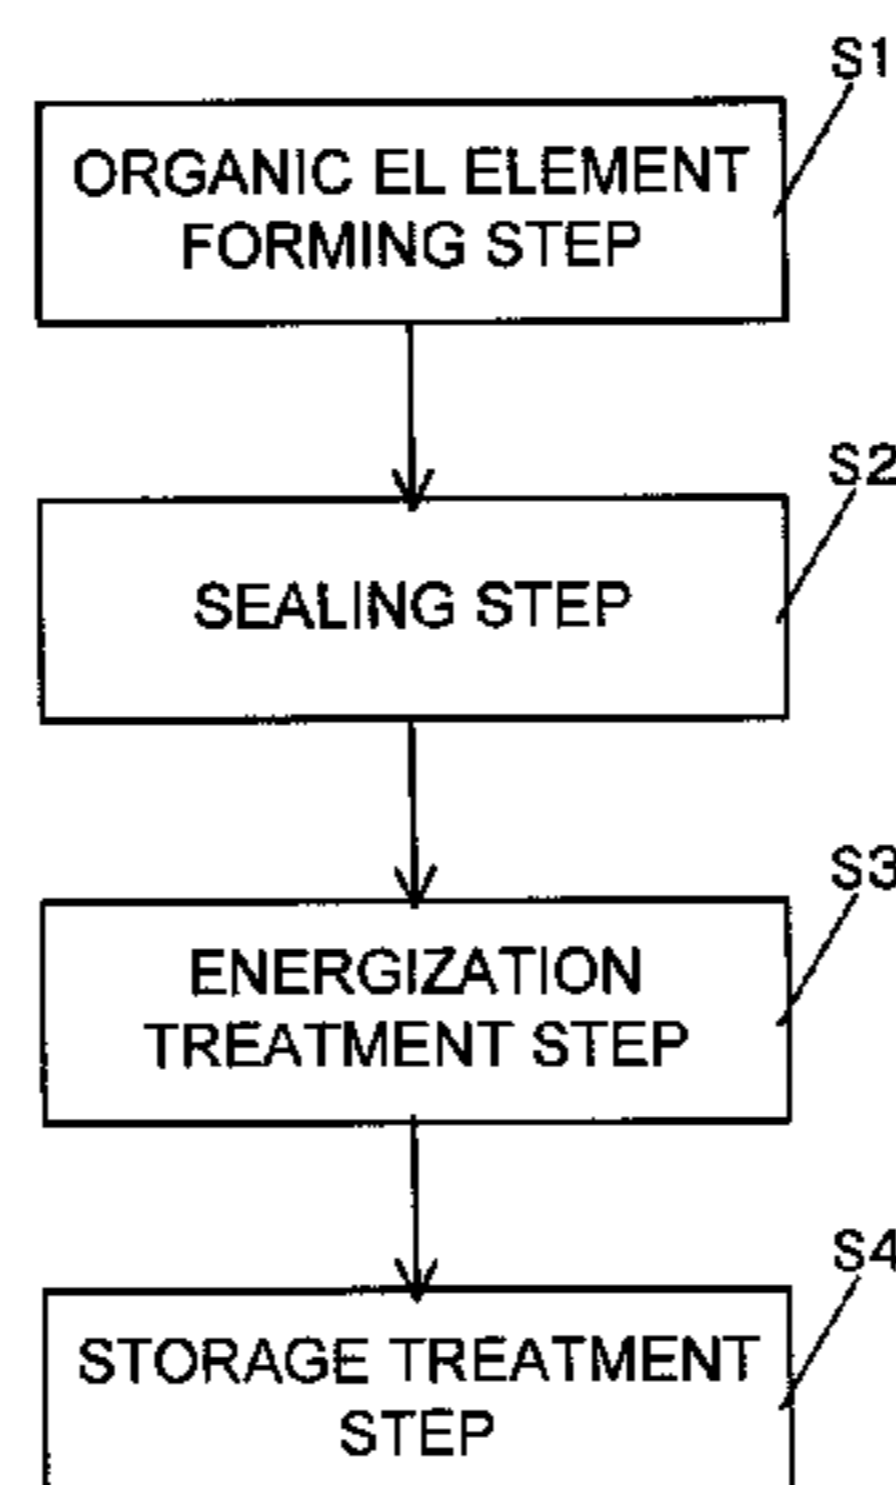 S1
ORGANIC EL ELEMENT
FORMING STEP
S2
SEALING STEP
S3
ENERGIZATION
TREATMENT STEP
S4
STORAGE TREATMENT
STEP